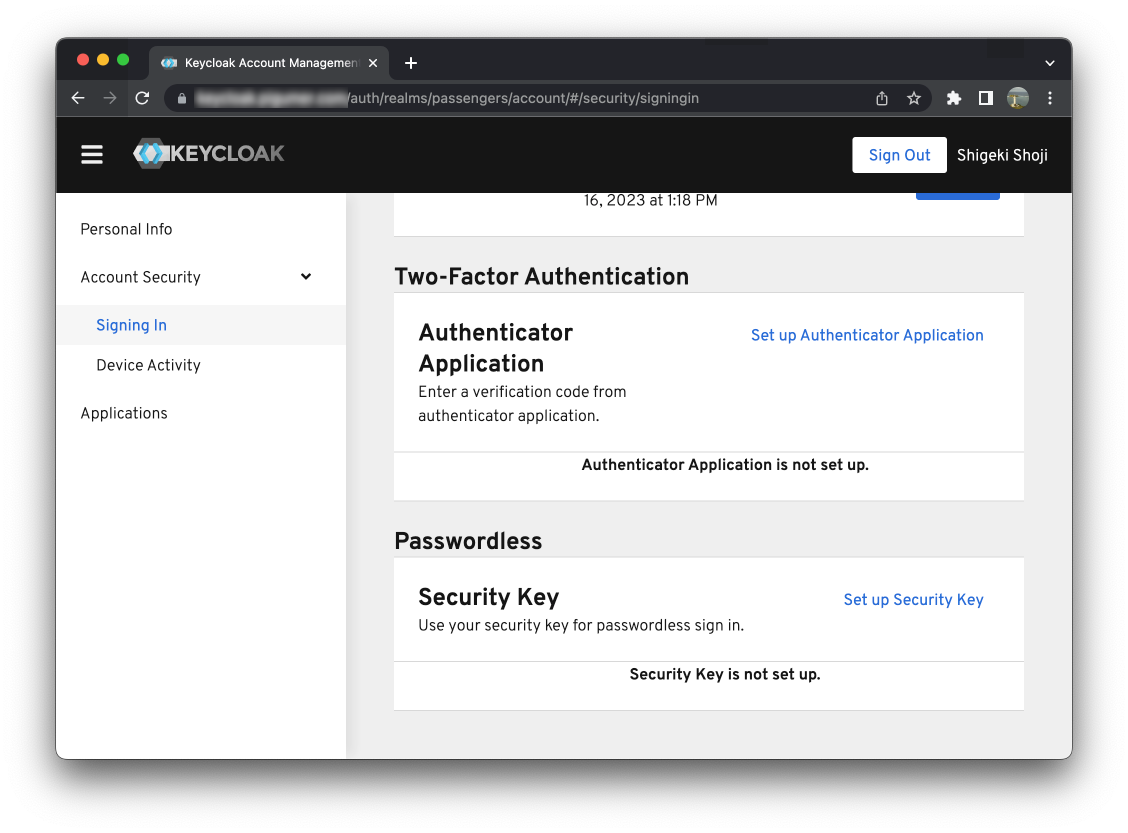 Keycloak Account Managemen
/auth/realms/passengers/account/#/security/signingin
KEYCLOAK
Sign Out
Shigeki Shoji
Personal Info
Account Security
Signing In
Device Activity
Applications
16, 2023 at 1:18 PM
Two-Factor Authentication
Authenticator
Application
Set up Authenticator Application
Enter a verification code from
authenticator application.
Authenticator Application is not set up.
Passwordless
Security Key
Set up Security Key
Use your security key for passwordless sign in.
Security Key is not set up.